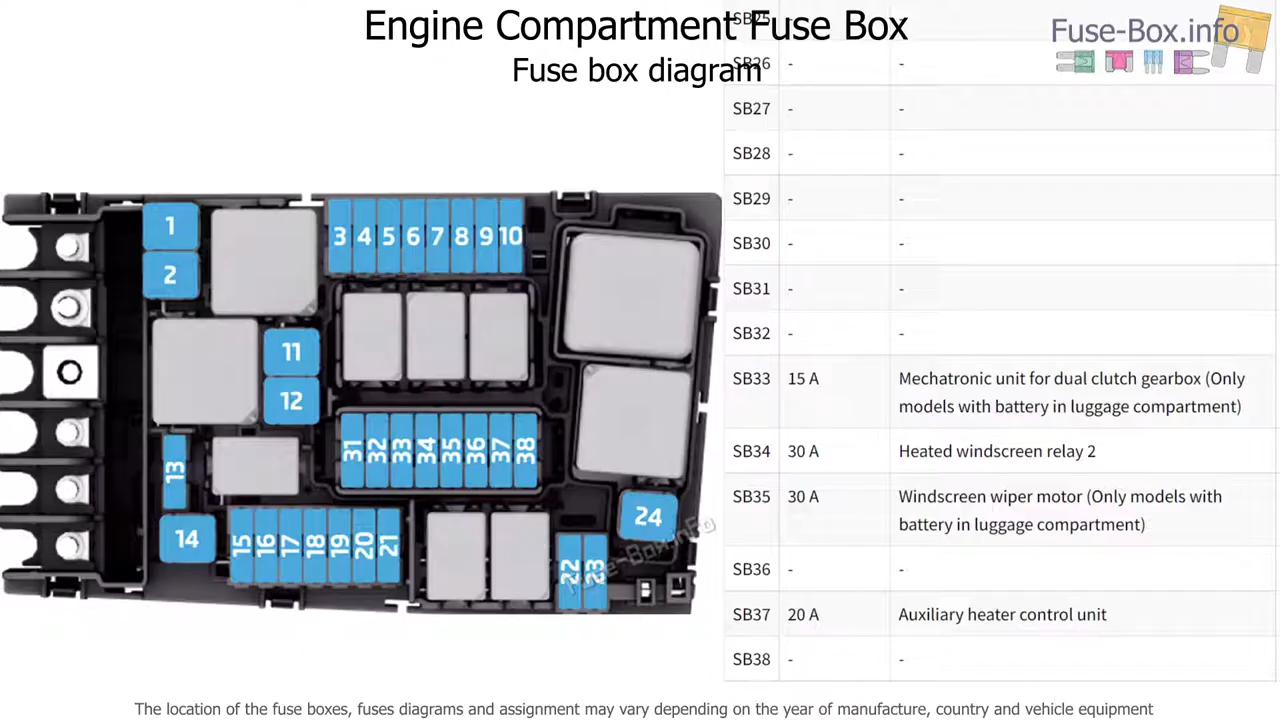 Engine Compartment Fuse Box
Fuse box diagram
Fuse-Box.info
1
2
3 4 5 6 7 8 9 10
11
12
13
14
31 32 33 34 35 36 37 38
15 16 17 18 19 20 21
22 23
24
Fuse-Box.info
SB25
SB26 - -
SB27 - -
SB28 - -
SB29 - -
SB30 - -
SB31 - -
SB32 - -
SB33 15 A Mechatronic unit for dual clutch gearbox (Only
models with battery in luggage compartment)
SB34 30 A Heated windscreen relay 2
SB35 30 A Windscreen wiper motor (Only models with
battery in luggage compartment)
SB36 - -
SB37 20 A Auxiliary heater control unit
SB38 - -
The location of the fuse boxes, fuses diagrams and assignment may vary depending on the year of manufacture, country and vehicle equipment